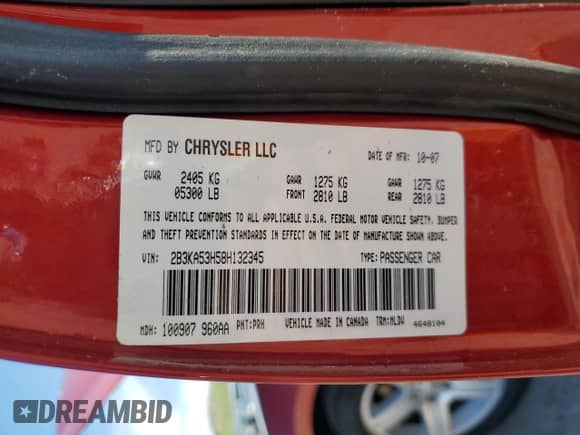 MFD BY CHRYSLER LLC DATE OF MFR: 10-07
GVWR 2405 KG GAWR 1275 KG GAWR 1275 KG
05300 LB FRONT 2810 LB REAR 2810 LB
THIS VEHICLE CONFORMS TO ALL APPLICABLE U.S.A. FEDERAL MOTOR VEHICLE SAFETY, BUMPER
AND THEFT PREVENTION STANDARDS IN EFFECT ON THE DATE OF MANUFACTURE SHOWN ABOVE.
VIN: 2B3KA53H58H132345 TYPE: PASSENGER CAR
MDH: 100907 960AA PNT: PRH VEHICLE MADE IN CANADA TRM: MLDV 4648104
DREAMBID